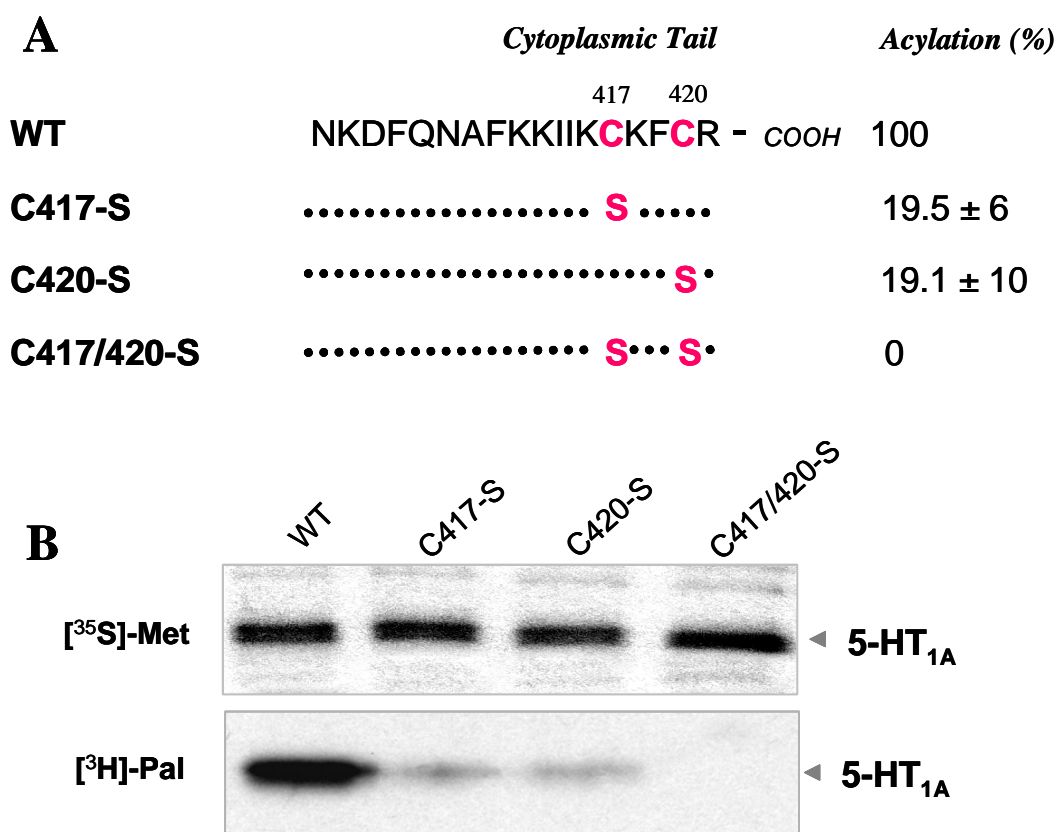 A
Cytoplasmic Tail Acylation (%)
417 420
WT NKDFQNAFKKIIKCKFCR - COOH 100
C417-S S 19.5 ± 6
C420-S S 19.1 ± 10
C417/420-S S S 0
B
WT C417-S C420-S C417/420-S
[³⁵S]-Met 5-HT₁A
[³H]-Pal 5-HT₁A